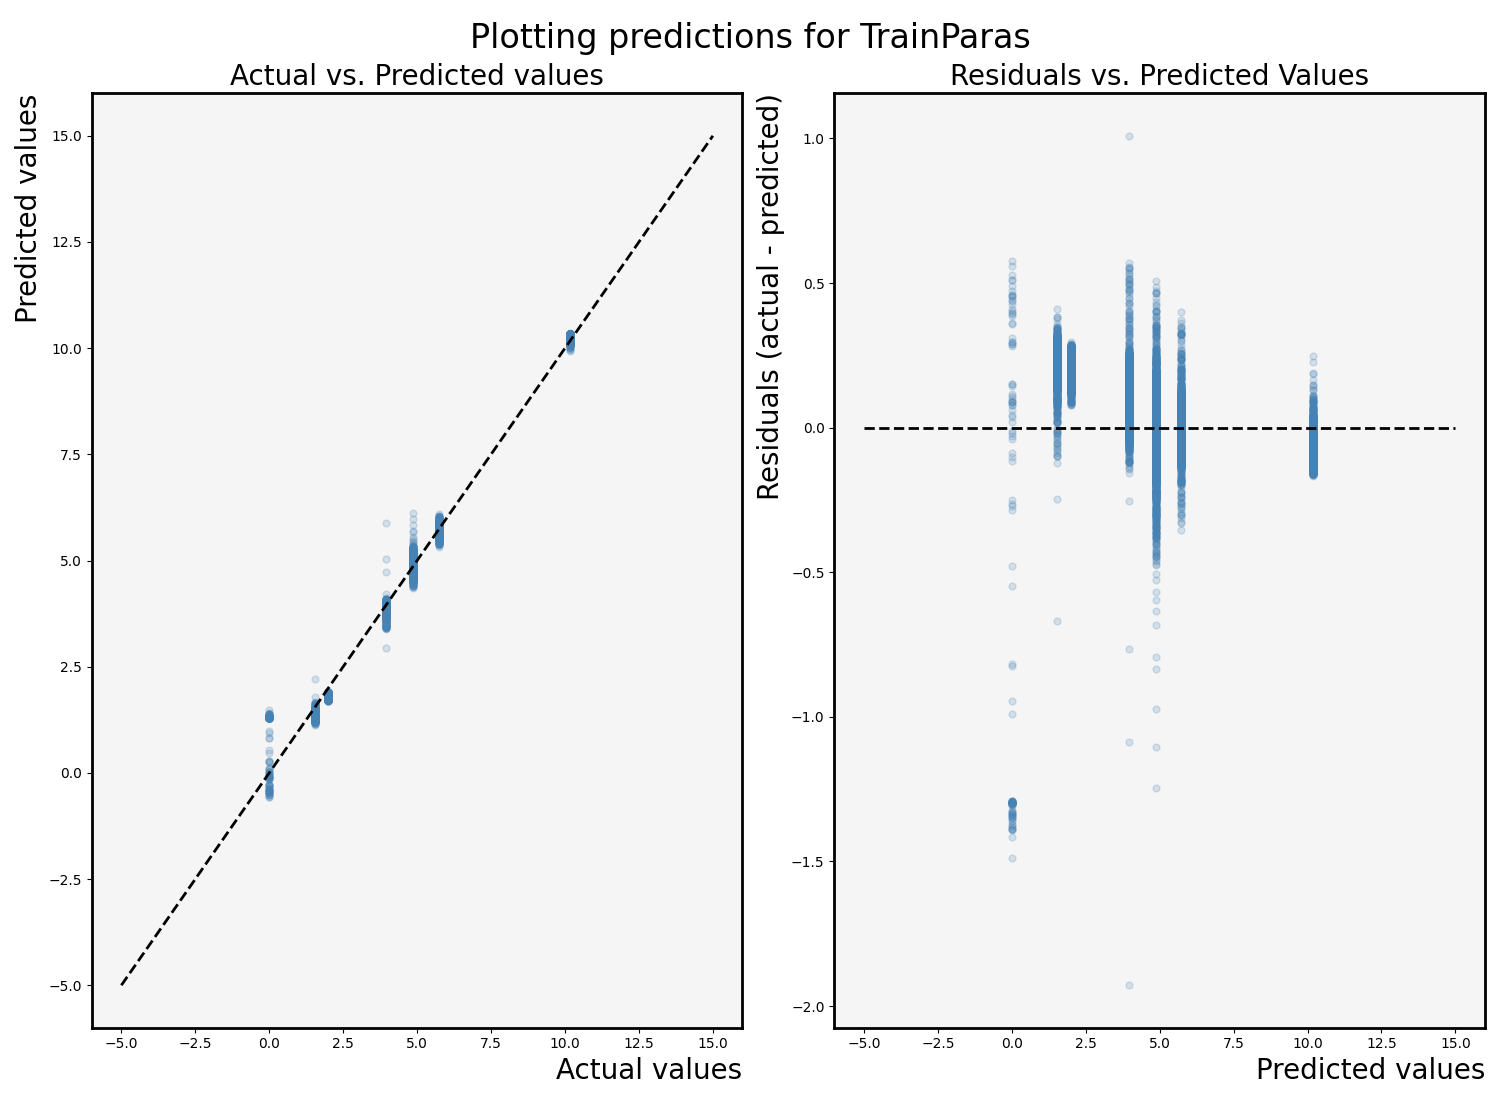 Plotting predictions for TrainParas
Actual vs. Predicted values
Predicted values
15.0
12.5
10.0
7.5
5.0
2.5
0.0
−2.5
−5.0
−5.0 −2.5 0.0 2.5 5.0 7.5 10.0 12.5 15.0
Actual values
Residuals vs. Predicted Values
Residuals (actual - predicted)
1.0
0.5
0.0
−0.5
−1.0
−1.5
−2.0
−5.0 −2.5 0.0 2.5 5.0 7.5 10.0 12.5 15.0
Predicted values